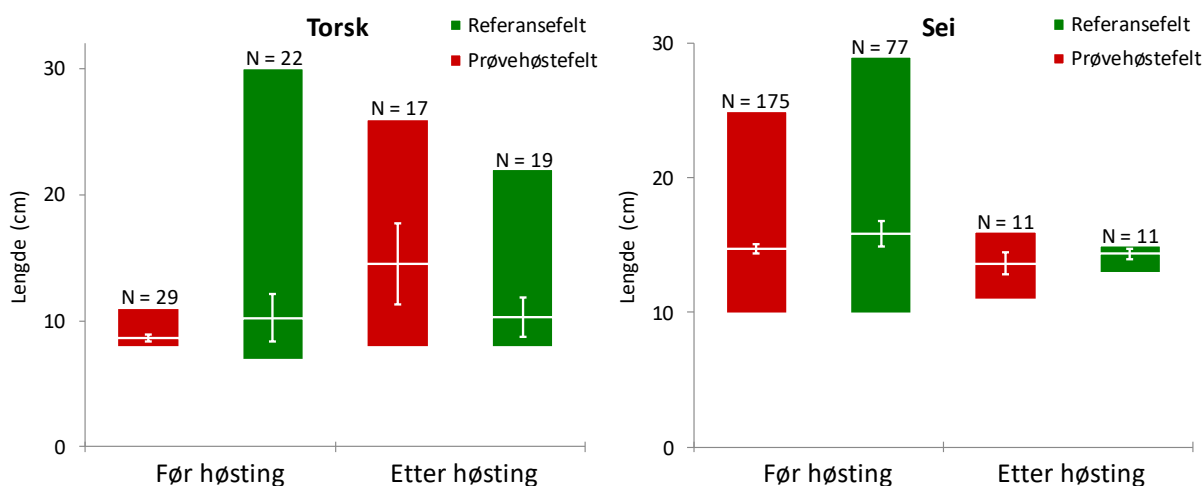 Torsk
Referansefelt
Prøvehøstefelt
Lengde (cm)
30
20
10
0
N = 29
N = 22
N = 17
N = 19
Før høsting
Etter høsting
Sei
Referansefelt
Prøvehøstefelt
Lengde (cm)
30
20
10
0
N = 175
N = 77
N = 11
N = 11
Før høsting
Etter høsting